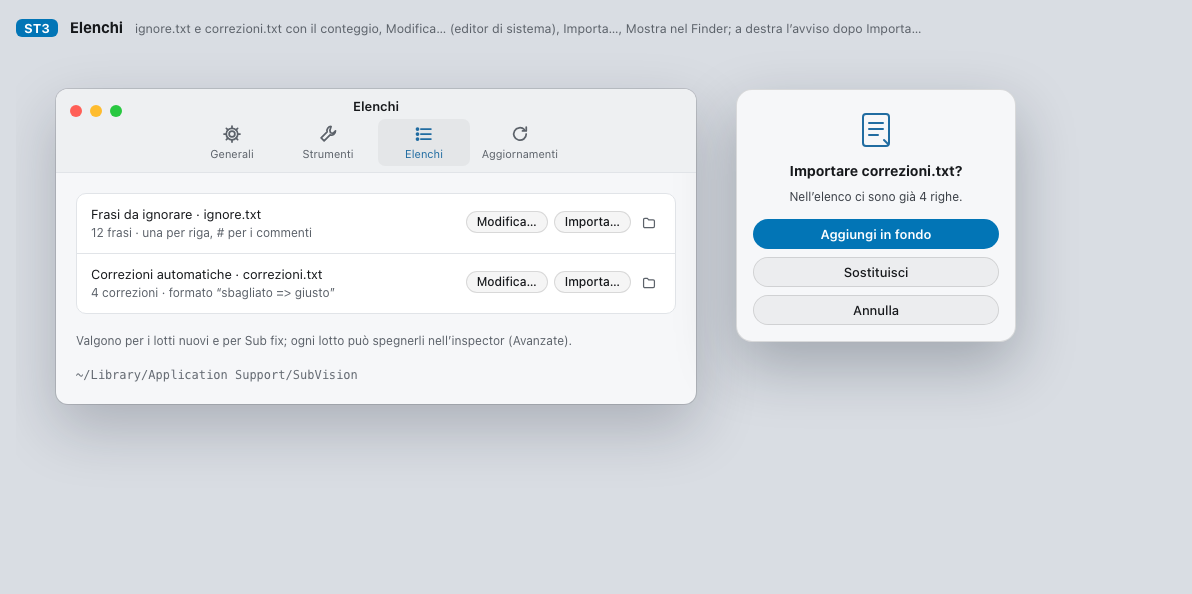 ST3 Elenchi ignore.txt e correzioni.txt con il conteggio, Modifica… (editor di sistema), Importa…, Mostra nel Finder; a destra l’avviso dopo Importa…
Elenchi
Generali Strumenti Elenchi Aggiornamenti
Frasi da ignorare · ignore.txt
12 frasi · una per riga, # per i commenti
Modifica… Importa…
Correzioni automatiche · correzioni.txt
4 correzioni · formato “sbagliato => giusto”
Modifica… Importa…
Valgono per i lotti nuovi e per Sub fix; ogni lotto può spegnerli nell’inspector (Avanzate).
~/Library/Application Support/SubVision
Importare correzioni.txt?
Nell’elenco ci sono già 4 righe.
Aggiungi in fondo
Sostituisci
Annulla